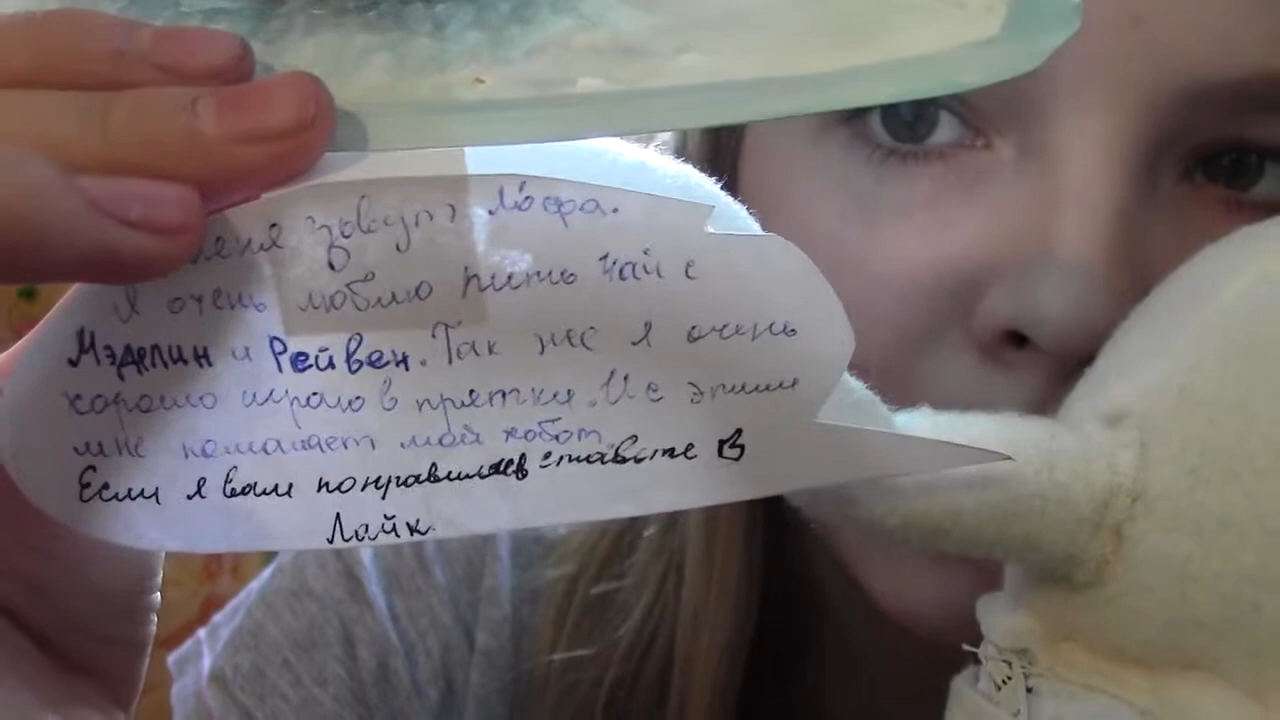 меня зовут Лофа.
Я очень люблю пить чай с
Мэделин и Рейвен. Так же я очень
хорошо играю в прятки. И с этим
мне помогает мой хобот.
Если я вам понравилась ставьте
Лайк.